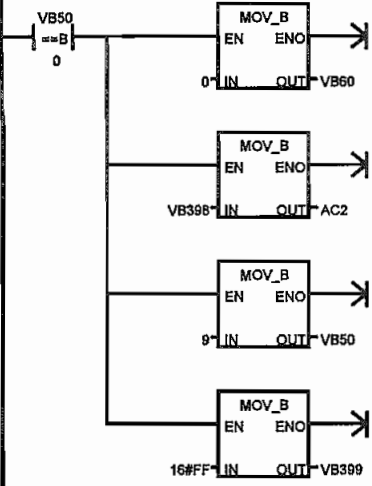 VB50
==B
0
MOV_B
EN ENO
0 IN OUT VB60
MOV_B
EN ENO
VB398 IN OUT AC2
MOV_B
EN ENO
9 IN OUT VB50
MOV_B
EN ENO
16#FF IN OUT VB399